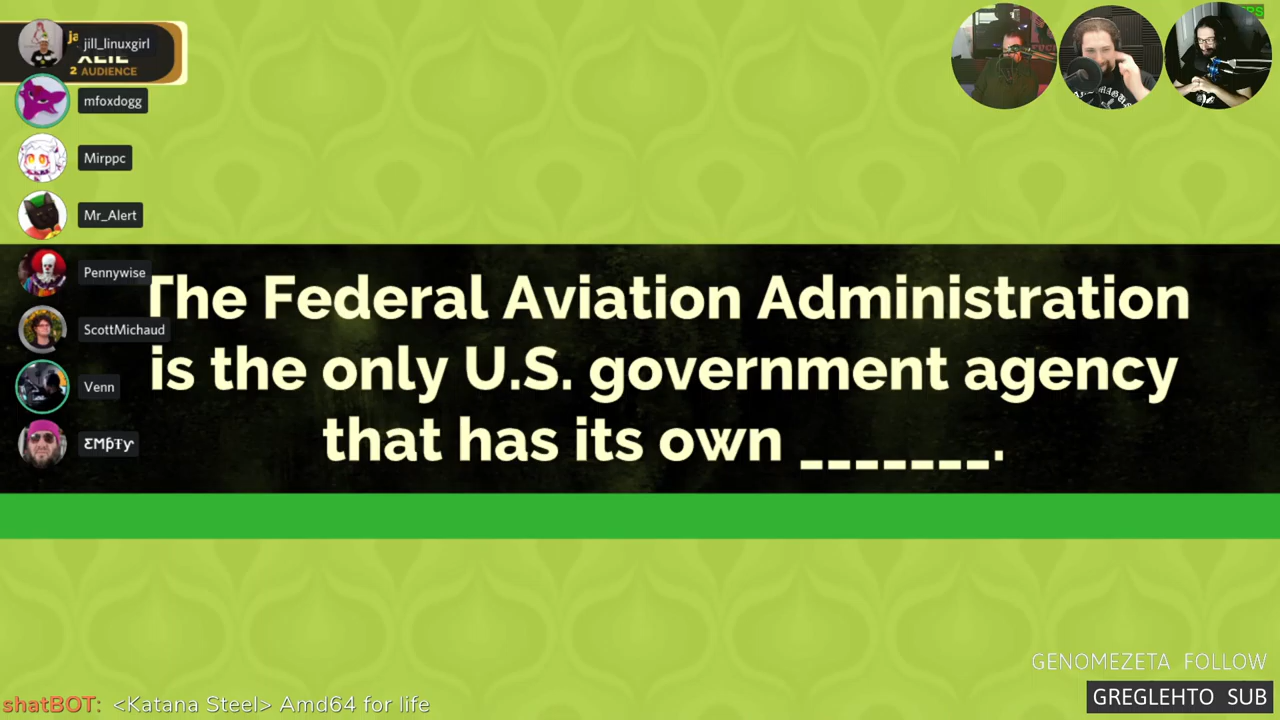 jill_linuxgirl
2 AUDIENCE
mfoxdogg
Mirppc
Mr_Alert
Pennywise
The Federal Aviation Administration
ScottMichaud
is the only U.S. government agency
Venn
that has its own _______.
GENOMEZETA FOLLOW
GREGLEHTO SUB
shatBOT: <Katana Steel> Amd64 for life